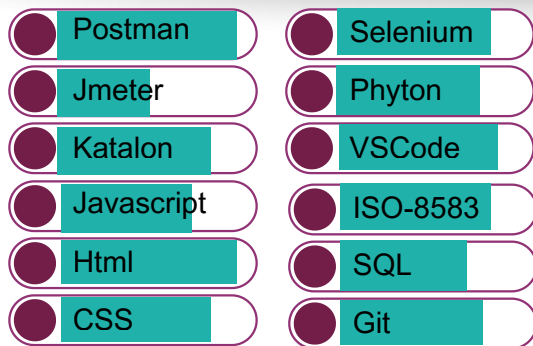 Postman
Jmeter
Katalon
Javascript
Html
CSS
Selenium
Phyton
VSCode
ISO-8583
SQL
Git